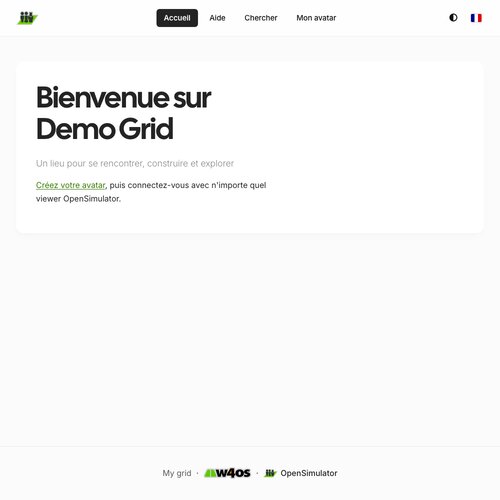 Accueil Aide Chercher Mon avatar
Bienvenue sur
Demo Grid
Un lieu pour se rencontrer, construire et explorer
Créez votre avatar, puis connectez-vous avec n'importe quel
viewer OpenSimulator.
My grid · w4os · OpenSimulator